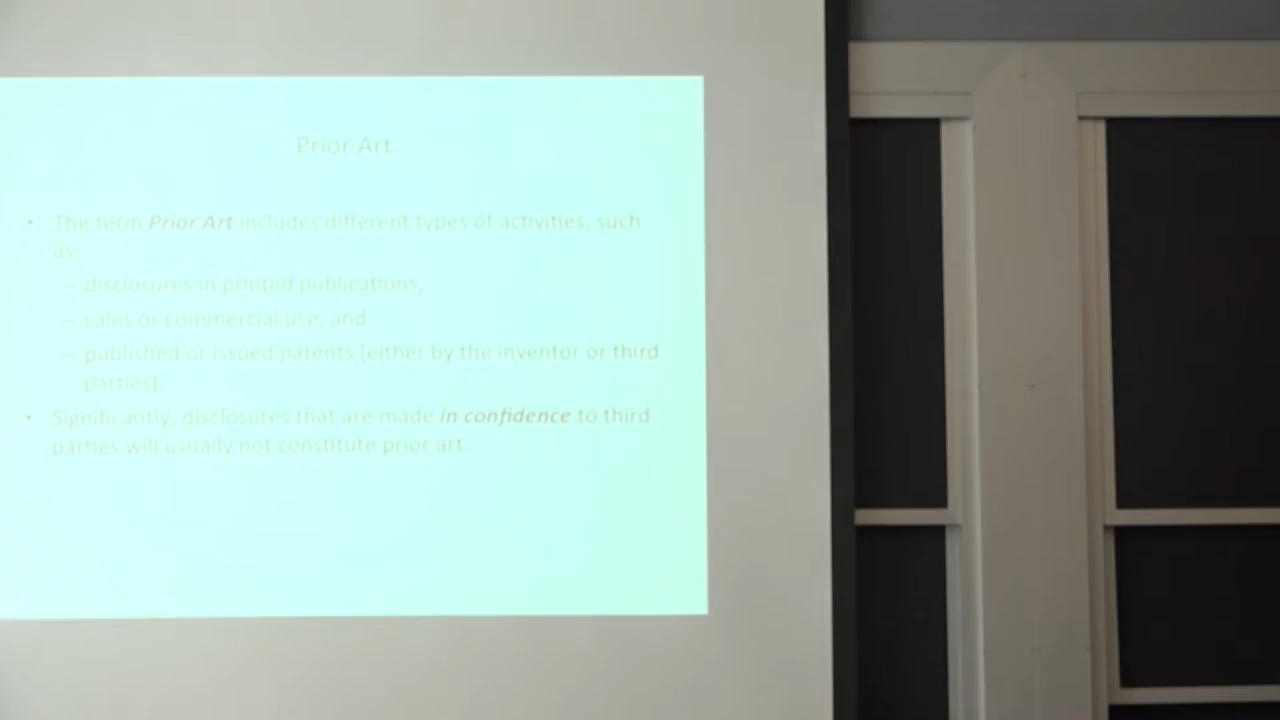 Prior Art
• The term Prior Art includes different types of activities, such
as:
– disclosures in printed publications,
– sales or commercial use, and
– published or issued patents (either by the inventor or third
parties).
• Significantly, disclosures that are made in confidence to third
parties will usually not constitute prior art.